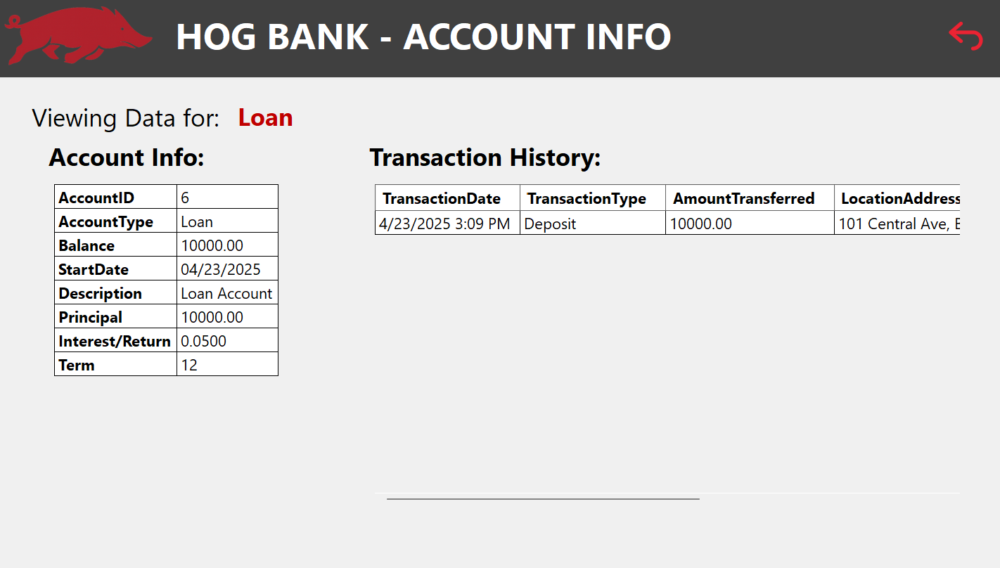 HOG BANK - ACCOUNT INFO
Viewing Data for: Loan
Account Info:
AccountID 6
AccountType Loan
Balance 10000.00
StartDate 04/23/2025
Description Loan Account
Principal 10000.00
Interest/Return 0.0500
Term 12
Transaction History:
TransactionDate TransactionType AmountTransferred LocationAddress
4/23/2025 3:09 PM Deposit 10000.00 101 Central Ave,